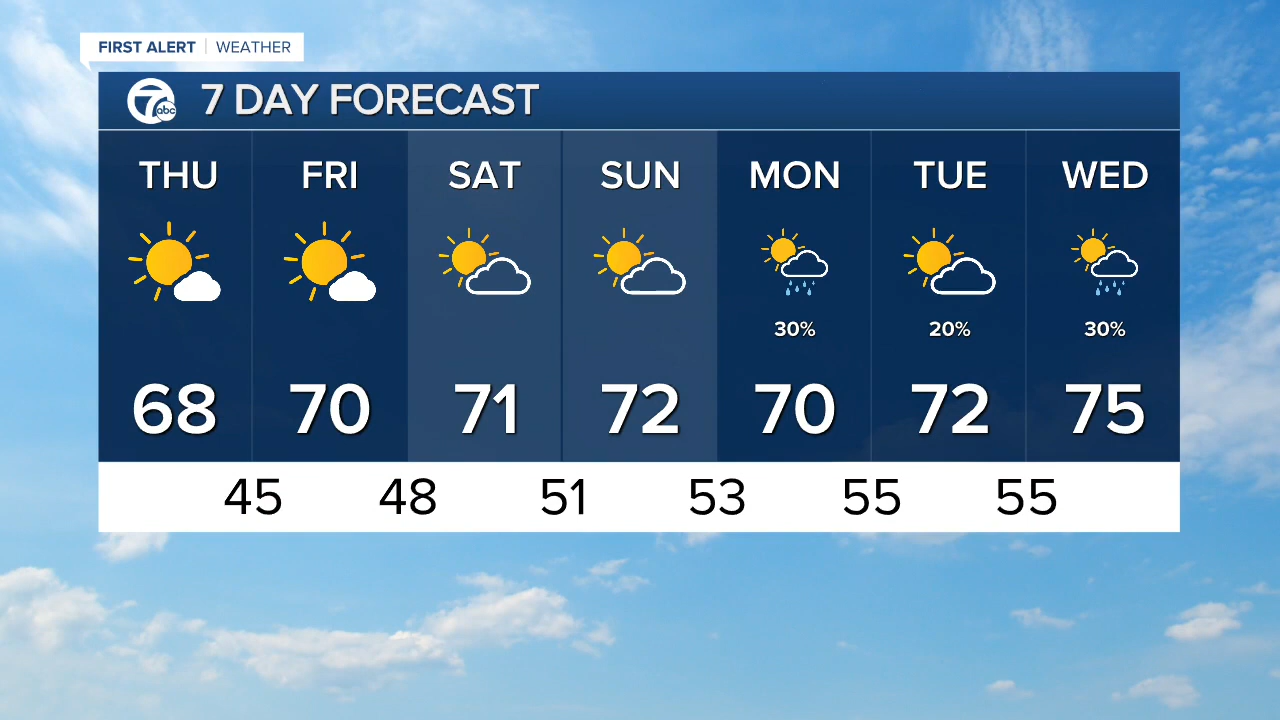 FIRST ALERT | WEATHER
7 abc 7 DAY FORECAST
THU FRI SAT SUN MON TUE WED
30% 20% 30%
68 70 71 72 70 72 75
45 48 51 53 55 55